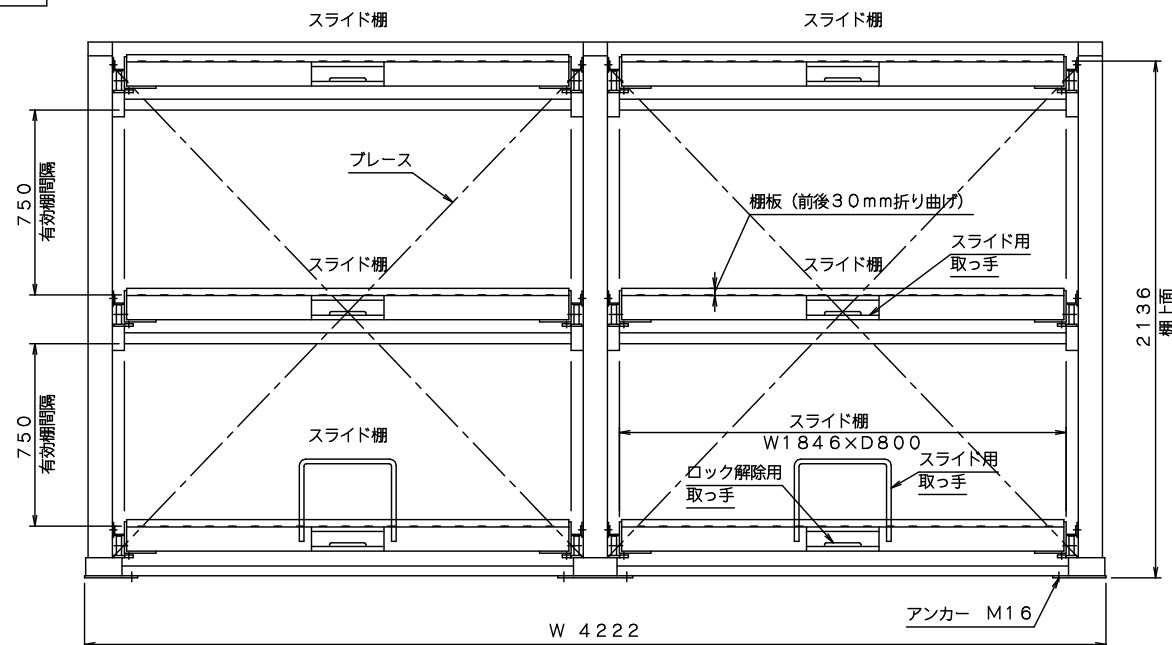 スライド棚
スライド棚
ブレース
棚板（前後30mm折り曲げ）
750
有効棚間隔
スライド用
取っ手
スライド棚
スライド棚
2136
棚上面
750
有効棚間隔
スライド棚
スライド棚
W1846×D800
ロック解除用
取っ手
スライド用
取っ手
アンカー　M16
W 4222